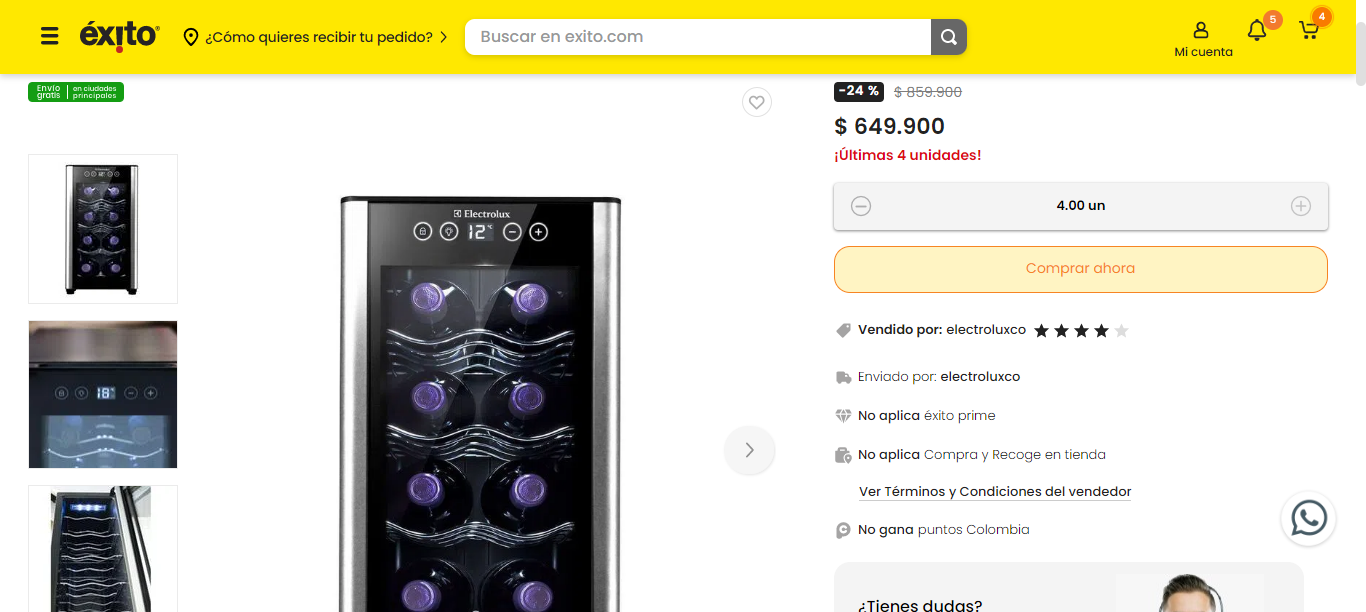 éxito
¿Cómo quieres recibir tu pedido?
Buscar en exito.com
Mi cuenta
5
4
Envío gratis
en ciudades principales
-24 %
$ 859.900
$ 649.900
¡Últimas 4 unidades!
4.00 un
Comprar ahora
Electrolux
12°C
18°
Vendido por: electroluxco
Enviado por: electroluxco
No aplica éxito prime
No aplica Compra y Recoge en tienda
Ver Términos y Condiciones del vendedor
No gana puntos Colombia
¿Tienes dudas?